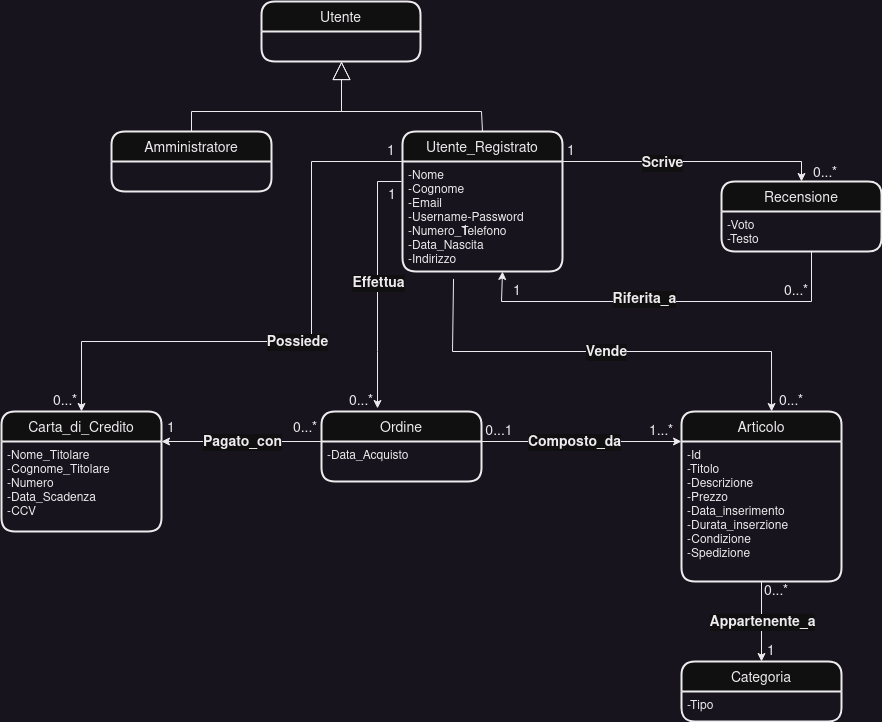 Utente
Amministratore
Utente_Registrato
-Nome
-Cognome
-Email
-Username-Password
-Numero_Telefono
-Data_Nascita
-Indirizzo
1
1
1
Scrive
0...*
Recensione
-Voto
-Testo
0...*
Riferita_a
1
Effettua
Possiede
Vende
0...*
0...*
0...*
Carta_di_Credito
-Nome_Titolare
-Cognome_Titolare
-Numero
-Data_Scadenza
-CCV
1
Pagato_con
0...*
Ordine
-Data_Acquisto
0...1
Composto_da
1...*
Articolo
-Id
-Titolo
-Descrizione
-Prezzo
-Data_inserimento
-Durata_inserzione
-Condizione
-Spedizione
0...*
Appartenente_a
1
Categoria
-Tipo